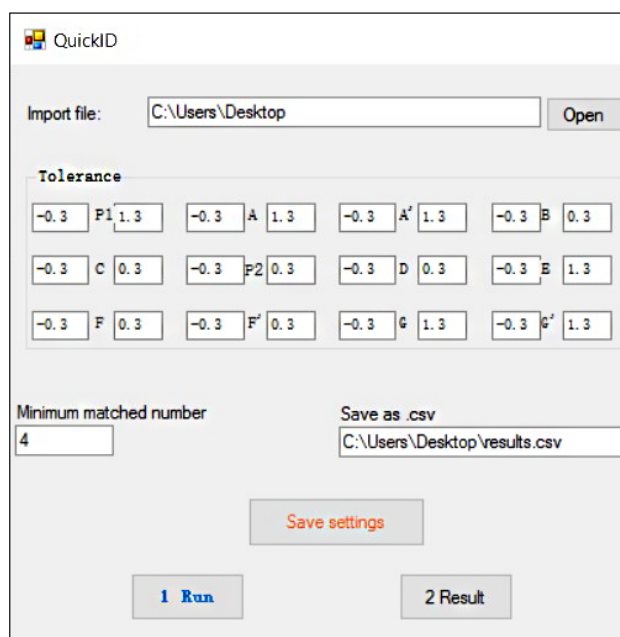 QuickID
Import file: C:\Users\Desktop Open
Tolerance
-0.3 P1 1.3 -0.3 A 1.3 -0.3 A' 1.3 -0.3 B 0.3
-0.3 C 0.3 -0.3 P2 0.3 -0.3 D 0.3 -0.3 E 1.3
-0.3 F 0.3 -0.3 F' 0.3 -0.3 G 1.3 -0.3 G' 1.3
Minimum matched number Save as .csv
4 C:\Users\Desktop\results.csv
Save settings
1 Run 2 Result